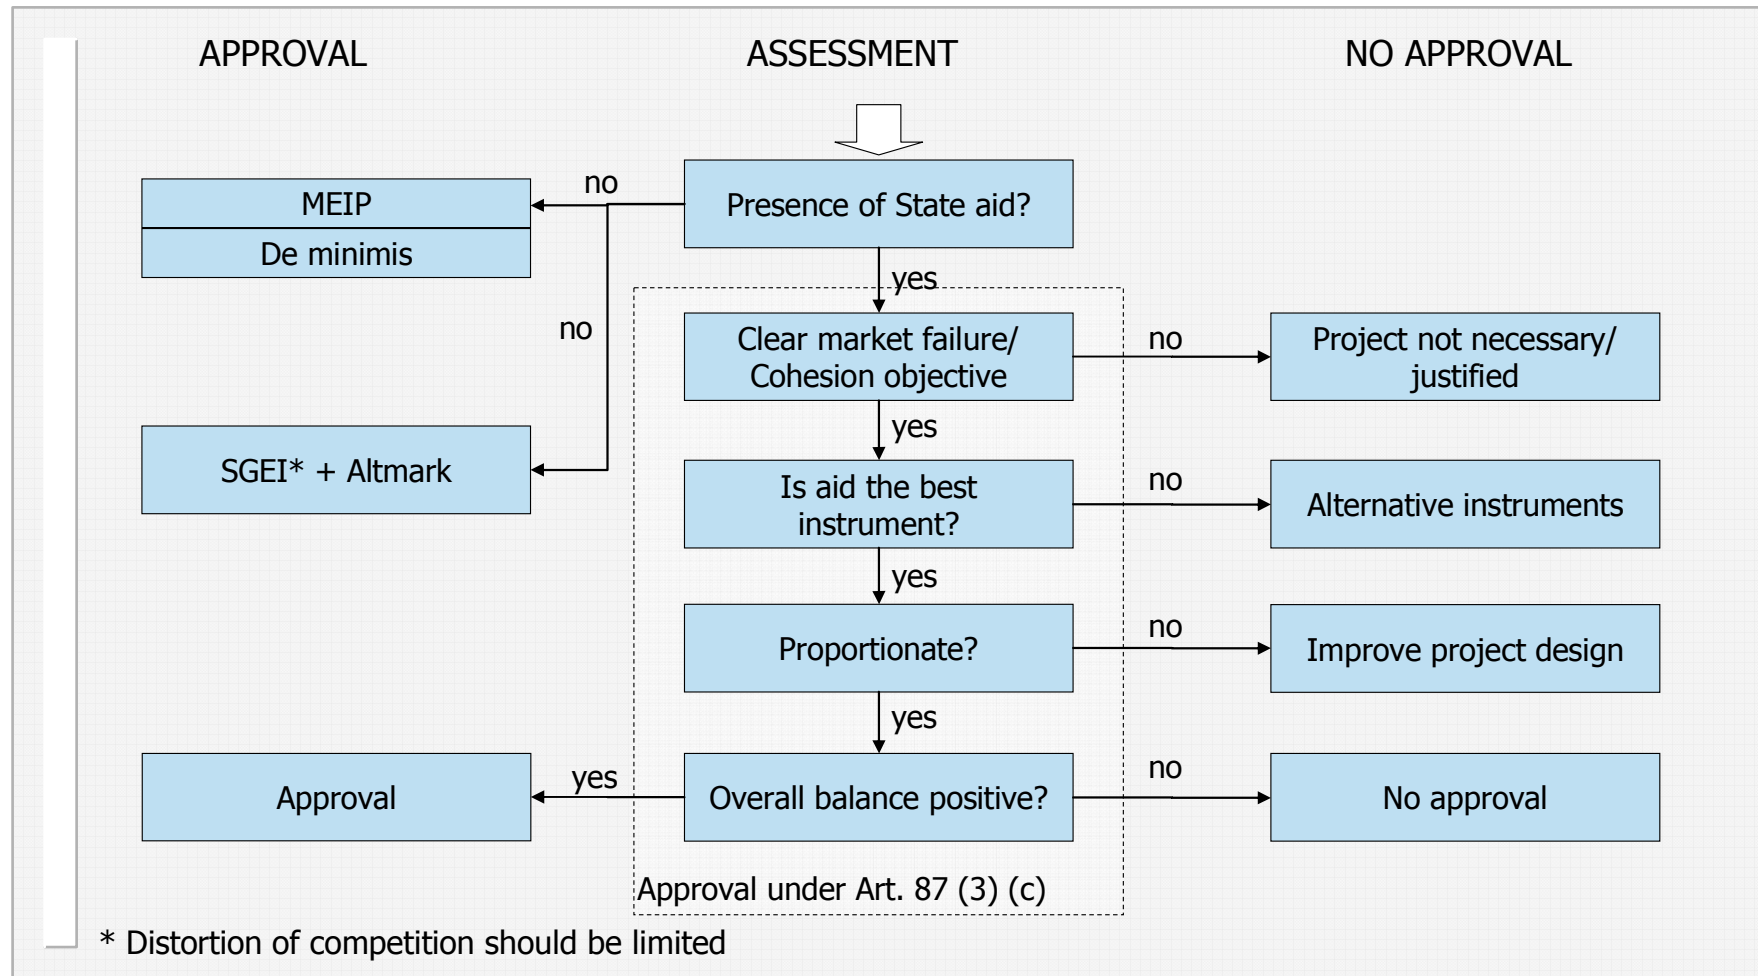 APPROVAL
ASSESSMENT
NO APPROVAL
MEIP
De minimis
no
Presence of State aid?
yes
no
Clear market failure/
Cohesion objective
no
Project not necessary/
justified
yes
SGEI* + Altmark
Is aid the best
instrument?
no
Alternative instruments
yes
Proportionate?
no
Improve project design
yes
Approval
yes
Overall balance positive?
no
No approval
Approval under Art. 87 (3) (c)
* Distortion of competition should be limited